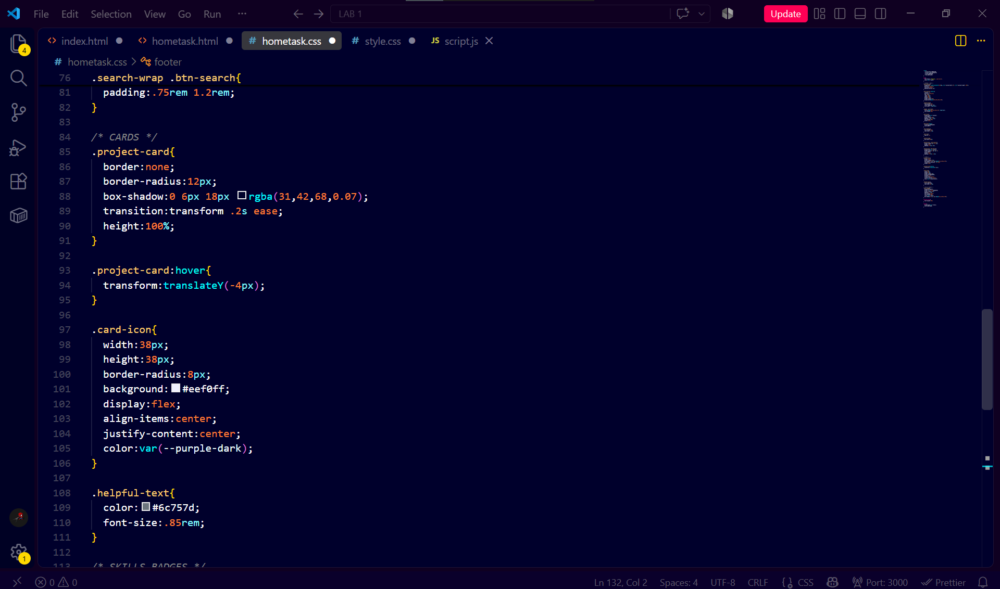 File Edit Selection View Go Run ··· LAB 1 Update
index.html hometask.html # hometask.css # style.css JS script.js
# hometask.css > footer
76 .search-wrap .btn-search{
81 padding:.75rem 1.2rem;
82 }
83
84 /* CARDS */
85 .project-card{
86 border:none;
87 border-radius:12px;
88 box-shadow:0 6px 18px rgba(31,42,68,0.07);
89 transition:transform .2s ease;
90 height:100%;
91 }
92
93 .project-card:hover{
94 transform:translateY(-4px);
95 }
96
97 .card-icon{
98 width:38px;
99 height:38px;
100 border-radius:8px;
101 background:#eef0ff;
102 display:flex;
103 align-items:center;
104 justify-content:center;
105 color:var(--purple-dark);
106 }
107
108 .helpful-text{
109 color:#6c757d;
110 font-size:.85rem;
111 }
112
113 /* SKILLS BADGES */
4
1
0 0 Ln 132, Col 2 Spaces: 4 UTF-8 CRLF {} CSS Port: 3000 Prettier